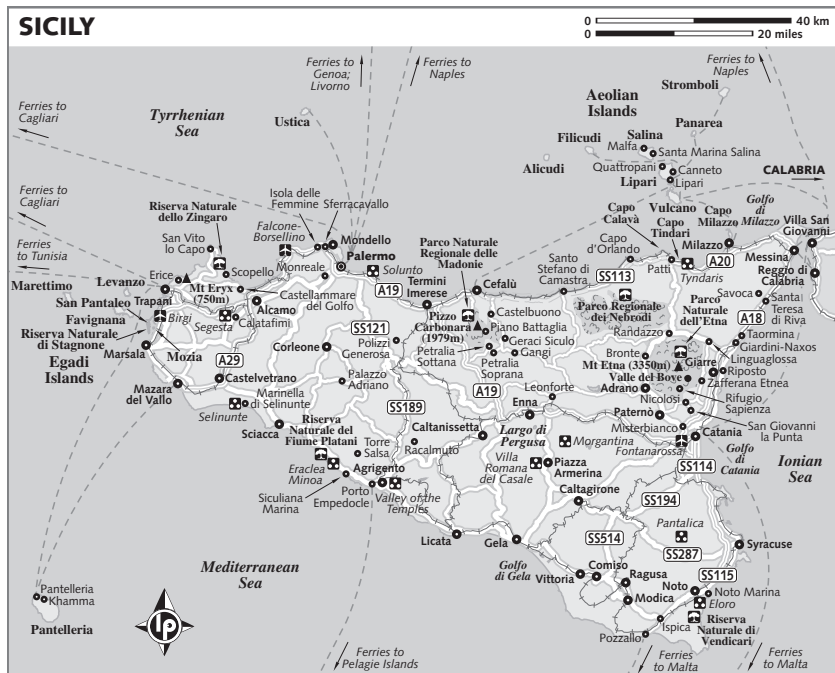 SICILY
0 40 km
0 20 miles
Ferries to
Genoa;
Livorno
Ferries to
Naples
Ferries to
Naples
Ferries to
Cagliari
Tyrrhenian
Sea
Ustica
Aeolian
Islands
Stromboli
Panarea
Filicudi
Salina
Malfa
Santa Marina Salina
Alicudi
Quattropani
Canneto
Lipari
Lipari
CALABRIA
Ferries to
Cagliari
Riserva Naturale
dello Zingaro
Isola delle
Femmine
Sferracavallo
Falcone-
Borsellino
Vulcano
Capo
Calavà
Capo
Tindari
Capo
Milazzo
Golfo
di
Milazzo
Villa San
Giovanni
San Vito
lo Capo
Mondello
Palermo
Parco Naturale
Regionale delle
Madonie
Capo
d'Orlando
Milazzo
Ferries to
Tunisia
Scopello
Monreale
Solunto
Cefalù
Santo
Stefano di
Camastra
SS113
Patti
Tyndaris
A20
Messina
Reggio di
Calabria
Marettimo
Levanzo
Erice
Mt Eryx
(750m)
Trapani
Castellammare
del Golfo
A19
Termini
Imerese
Parco Regionale
dei Nebrodi
Parco
Naturale
dell'Etna
Savoca
Santa
Teresa
di Riva
San Pantaleo
Favignana
Birgi
Segesta
Alcamo
Calatafimi
SS121
Pizzo
Carbonara
(1979m)
Castelbuono
Piano Battaglia
Geraci Siculo
Gangi
Randazzo
A18
Taormina
Giardini-Naxos
Linguaglossa
Riserva Naturale
di Stagnone
Egadi
Islands
Marsala
Mozia
A29
Corleone
Polizzi
Generosa
Petralia
Sottana
Petralia
Soprana
Bronte
Giarre
Riposto
Mt Etna (3350m)
Valle del Bove
Zafferana Etnea
Mazara
del Vallo
Castelvetrano
Palazzo
Adriano
A19
Leonforte
Adrano
Nicolosi
Rifugio
Sapienza
Selinunte
Marinella
di Selinunte
SS189
Enna
Paternò
Misterbianco
San Giovanni
la Punta
Sciacca
Riserva
Naturale del
Fiume Platani
Torre
Salsa
Caltanissetta
Racalmuto
Largo di
Pergusa
Morgantina
Fontanarossa
Catania
Golfo
di
Catania
Ionian
Sea
Eraclea
Minoa
Agrigento
Villa
Romana
del Casale
Piazza
Armerina
SS114
Siculiana
Marina
Porto
Empedocle
Valley of the
Temples
Caltagirone
SS194
Pantalica
Licata
Gela
SS514
SS287
Syracuse
Mediterranean
Sea
Golfo
di Gela
Vittoria
Comiso
Ragusa
Modica
SS115
Noto
Noto Marina
Eloro
Pantelleria
Khamma
Pantelleria
lp
Ispica
Pozzallo
Riserva
Naturale di
Vendicari
Ferries to
Pelagie Islands
Ferries
to Malta
Ferries
to Malta